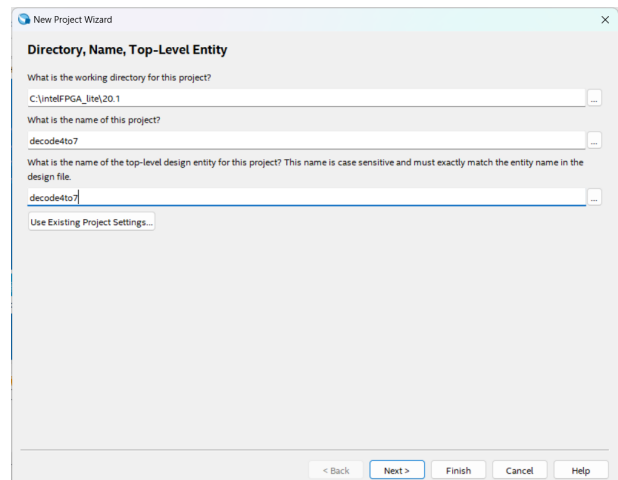 New Project Wizard
Directory, Name, Top-Level Entity
What is the working directory for this project?
C:\intelFPGA_lite\20.1
...
What is the name of this project?
decode4to7
...
What is the name of the top-level design entity for this project? This name is case sensitive and must exactly match the entity name in the
design file.
decode4to7
...
Use Existing Project Settings...
< Back Next > Finish Cancel Help